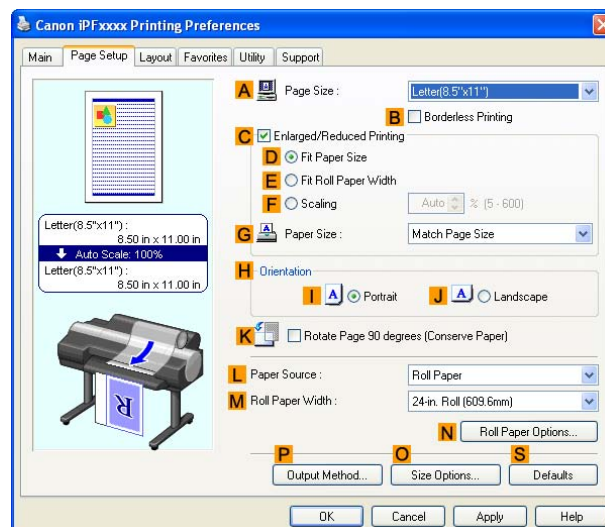 Canon iPFxxxx Printing Preferences
Main Page Setup Layout Favorites Utility Support
A Page Size : Letter(8.5"x11")
B Borderless Printing
C Enlarged/Reduced Printing
D Fit Paper Size
E Fit Roll Paper Width
F Scaling Auto % (5 - 600)
G Paper Size : Match Page Size
Letter(8.5"x11") :
8.50 in x 11.00 in
Auto Scale: 100%
Letter(8.5"x11") :
8.50 in x 11.00 in
H Orientation
I A Portrait J A Landscape
K Rotate Page 90 degrees (Conserve Paper)
R
L Paper Source : Roll Paper
M Roll Paper Width : 24-in. Roll (609.6mm)
N Roll Paper Options...
P O S
Output Method... Size Options... Defaults
OK Cancel Apply Help